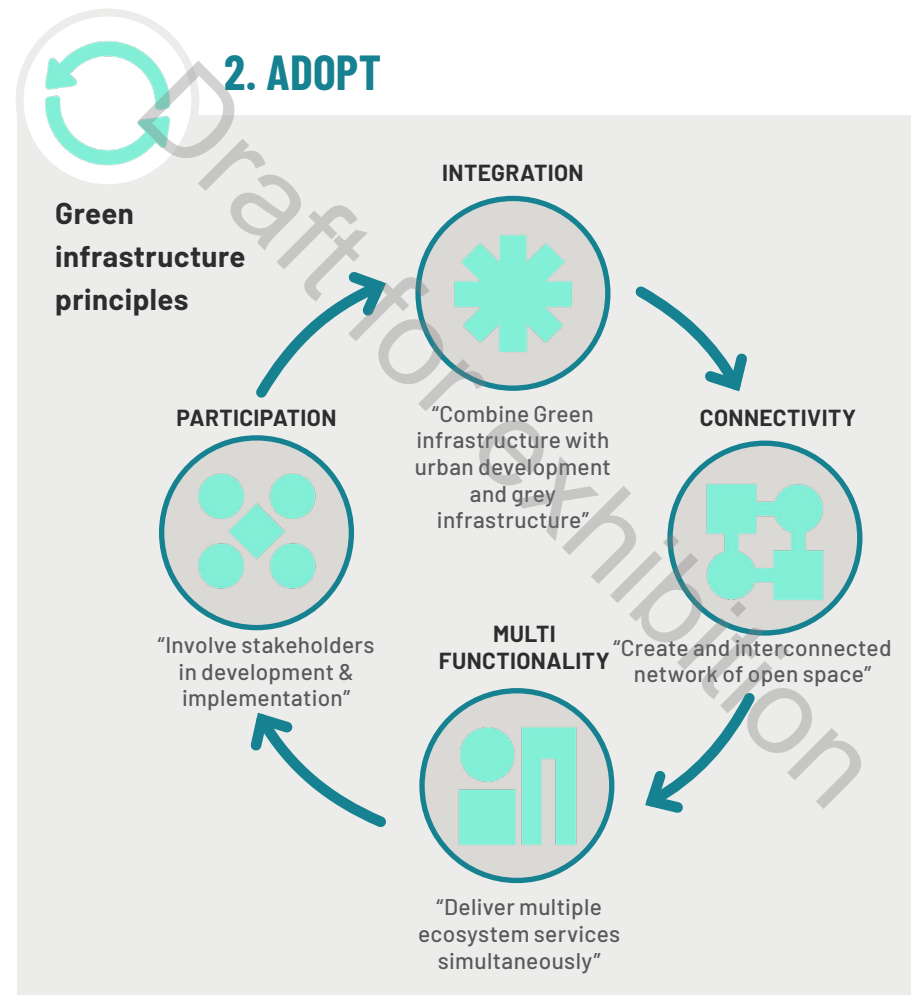 2. ADOPT
Green
infrastructure
principles
INTEGRATION
“Combine Green
infrastructure with
urban development
and grey
infrastructure”
CONNECTIVITY
“Create and interconnected
network of open space”
MULTI
FUNCTIONALITY
“Deliver multiple
ecosystem services
simultaneously”
PARTICIPATION
“Involve stakeholders
in development &
implementation”
Draft for exhibition